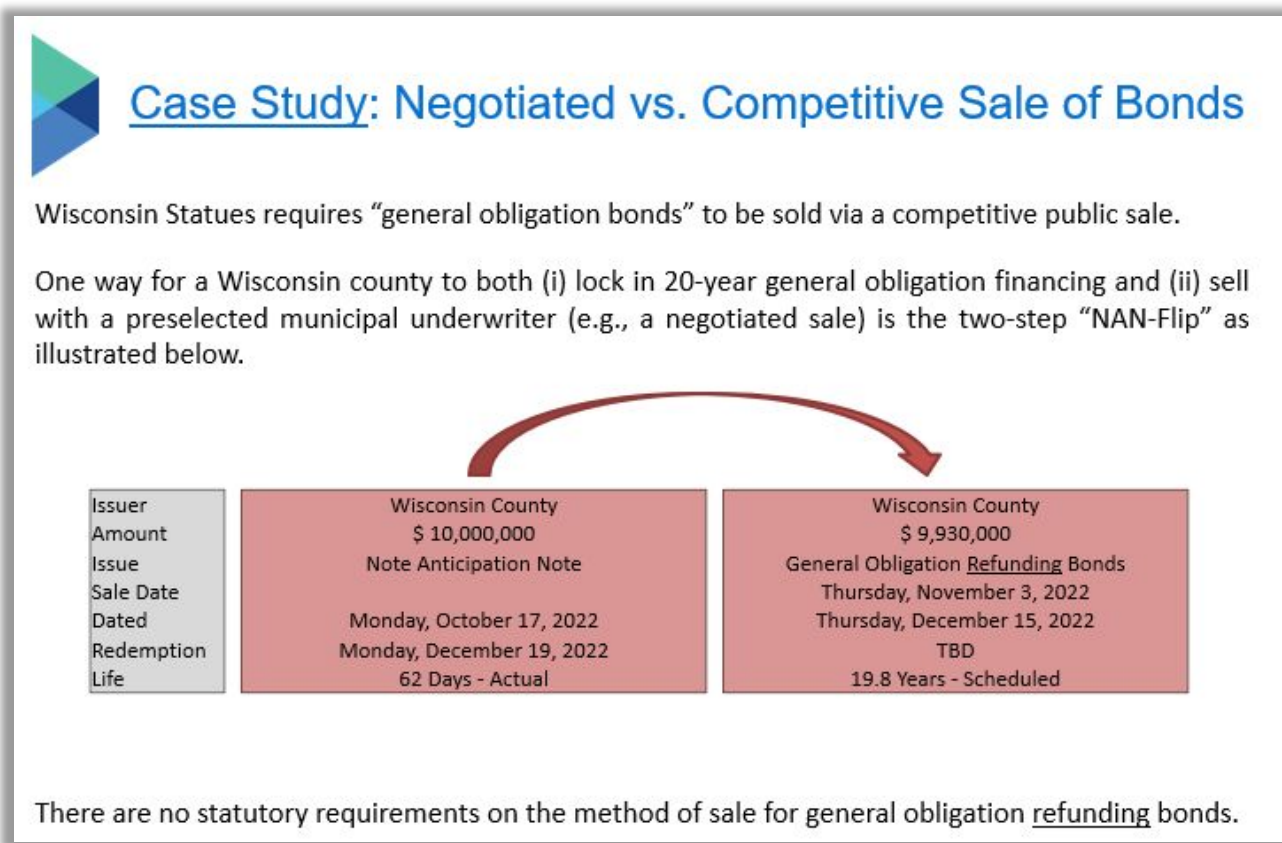 Case Study: Negotiated vs. Competitive Sale of Bonds
Wisconsin Statues requires “general obligation bonds” to be sold via a competitive public sale.
One way for a Wisconsin county to both (i) lock in 20-year general obligation financing and (ii) sell
with a preselected municipal underwriter (e.g., a negotiated sale) is the two-step “NAN-Flip” as
illustrated below.
Issuer Wisconsin County Wisconsin County
Amount $ 10,000,000 $ 9,930,000
Issue Note Anticipation Note General Obligation Refunding Bonds
Sale Date Thursday, November 3, 2022
Dated Monday, October 17, 2022 Thursday, December 15, 2022
Redemption Monday, December 19, 2022 TBD
Life 62 Days - Actual 19.8 Years - Scheduled
There are no statutory requirements on the method of sale for general obligation refunding bonds.